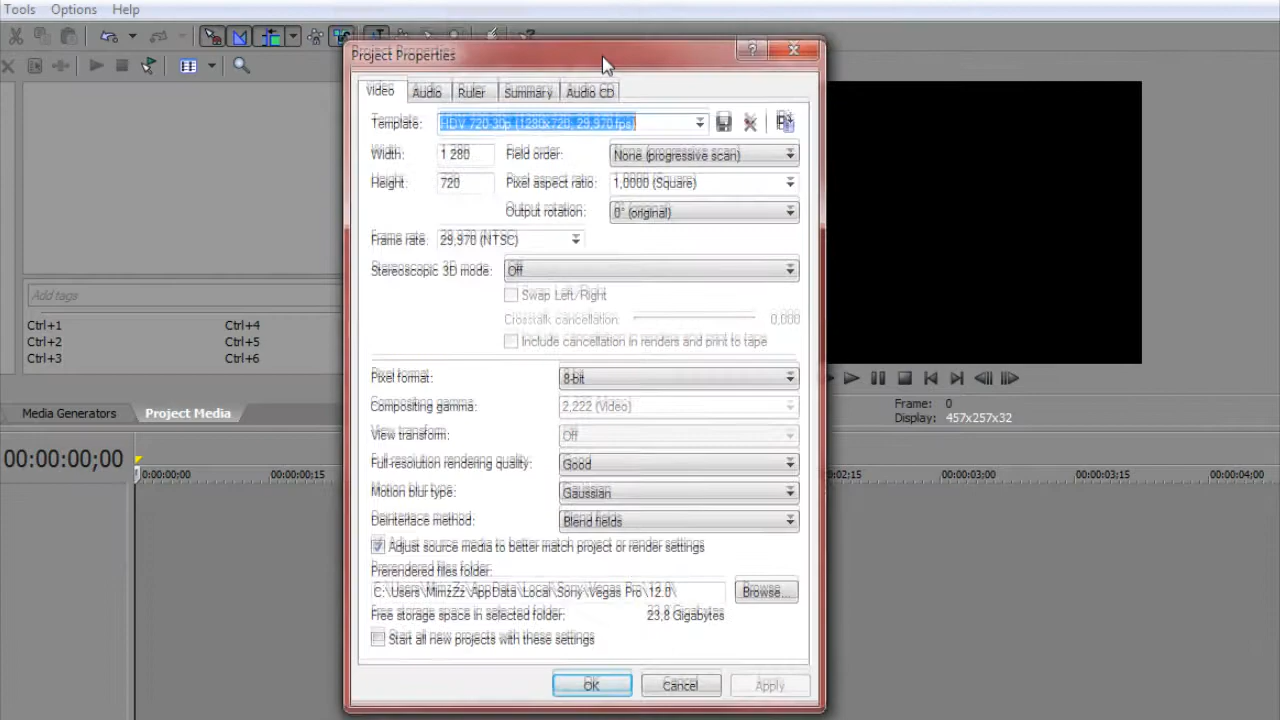 Tools Options Help
Project Properties
Video Audio Ruler Summary Audio CD
Template: HDV 720-30p (1280x720, 29,970 fps)
Width: 1 280 Field order: None (progressive scan)
Height: 720 Pixel aspect ratio: 1,0000 (Square)
Output rotation: 0° (original)
Frame rate: 29,970 (NTSC)
Stereoscopic 3D mode: Off
Swap Left/Right
Crosstalk cancellation: 0,000
Include cancellation in renders and print to tape
Pixel format: 8-bit
Compositing gamma: 2,222 (Video)
View transform: Off
Full-resolution rendering quality: Good
Motion blur type: Gaussian
Deinterlace method: Blend fields
Adjust source media to better match project or render settings
Prerendered files folder:
C:\Users\MimzZz\AppData\Local\Sony\Vegas Pro\12.0\ Browse...
Free storage space in selected folder: 23,8 Gigabytes
Start all new projects with these settings
OK Cancel Apply
Add tags
Ctrl+1 Ctrl+4
Ctrl+2 Ctrl+5
Ctrl+3 Ctrl+6
Media Generators Project Media
Frame: 0
Display: 457x257x32
00:00:00;00
0:00:00:00 00:00:00;15 02;15 00:00:03;00 00:00:03;15 00:00:04;00